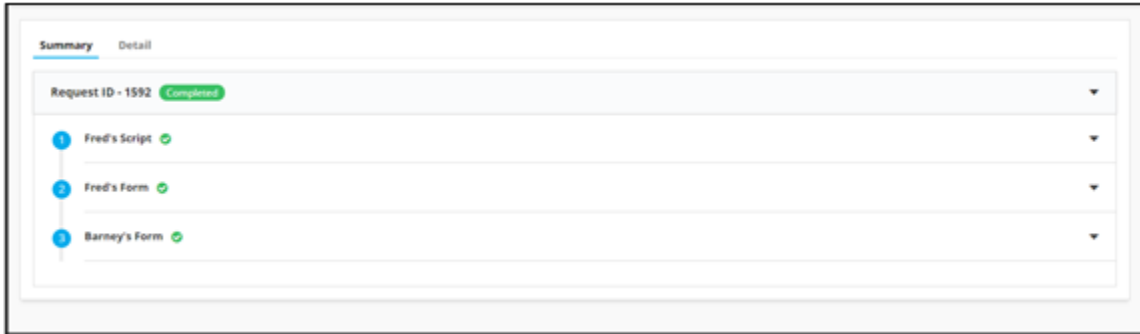 Summary Detail
Request ID - 1592 Completed
1 Fred's Script
2 Fred's Form
3 Barney's Form